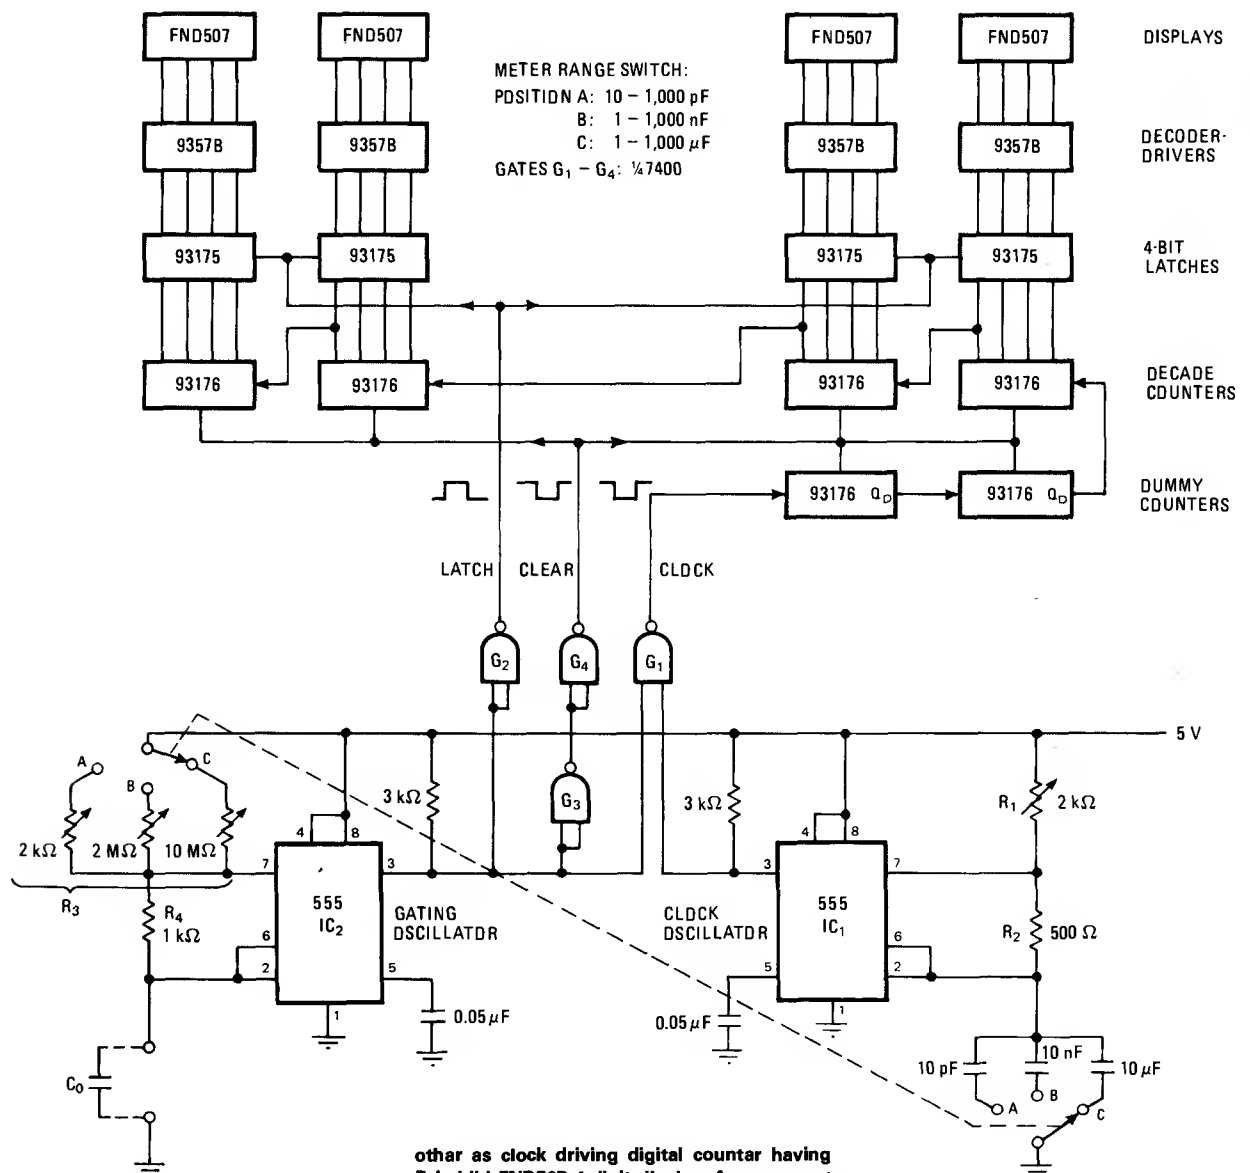 FND507 FND507 FND507 FND507 DISPLAYS
METER RANGE SWITCH:
PDSITION A: 10 – 1,000 pF
B: 1 – 1,000 nF
C: 1 – 1,000 µF
GATES G1 – G4: ¼7400
9357B 9357B 9357B 9357B
DECODER-
DRIVERS
93175 93175 93175 93175
4-BIT
LATCHES
93176 93176 93176 93176
DECADE
CDUNTERS
93176 QD 93176 QD
DUMMY
CDUNTERS
LATCH CLEAR CLDCK
G2 G4 G1
5 V
A B C
3 kΩ
G3
3 kΩ
R1 2 kΩ
2 kΩ 2 MΩ 10 MΩ
R3
R4
1 kΩ
4 8
7 3
555
IC2
6
2 5
1
GATING
DSCILLATDR
0.05 µF
CLDCK
DSCILLATDR
4 8
3 7
555
IC1
6
5 2
1
R2 500 Ω
0.05 µF
10 pF 10 nF 10 µF
A B C
C0
othar as clock driving digital countar having